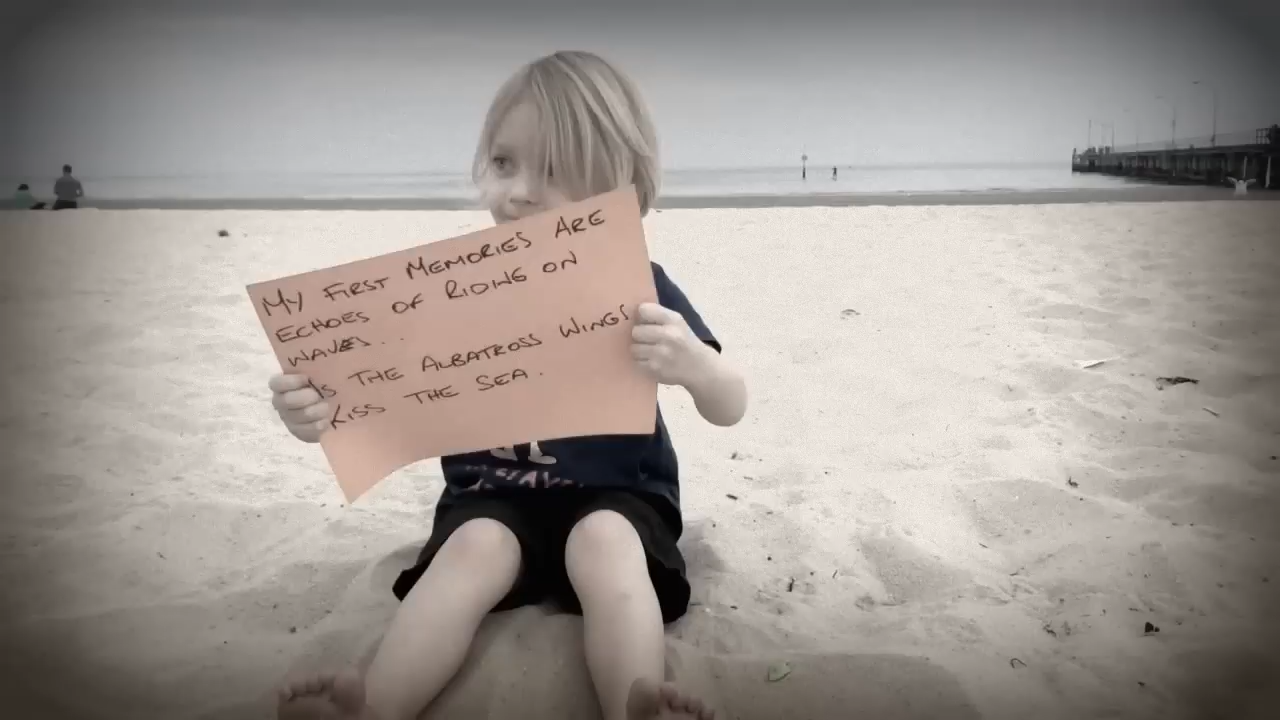 My First Memories Are
Echoes of Riding on
Waves..
As the Albatross Wings
Kiss the Sea.